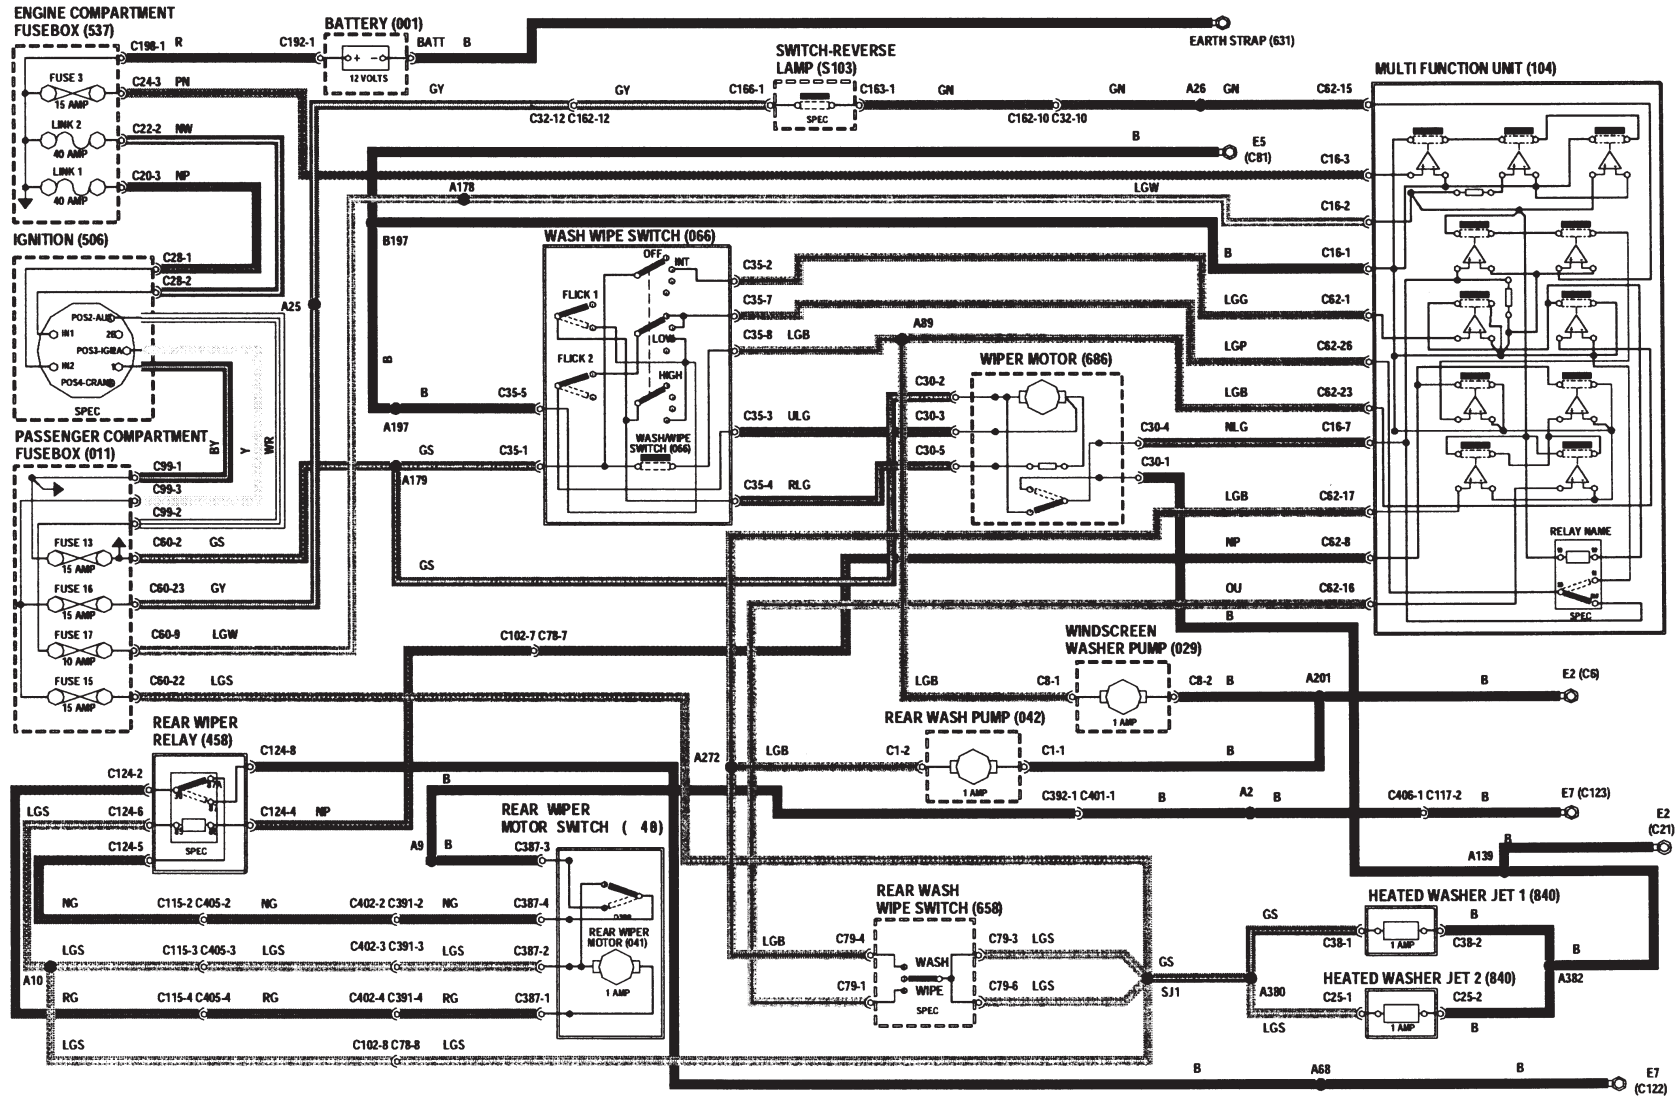 ENGINE COMPARTMENT
FUSEBOX (537)
C198-1
R
C192-1
BATTERY (001)
12 VOLTS
BATT
B
EARTH STRAP (631)
FUSE 3
15 AMP
C24-3
PN
LINK 2
40 AMP
C22-2
NW
LINK 1
40 AMP
C20-3
NP
GY
C32-12 C162-12
GY
C166-1
SWITCH-REVERSE
LAMP (S103)
SPEC
C163-1
GN
C162-10 C32-10
GN
A26
GN
C62-15
MULTI FUNCTION UNIT (104)
B
E5
(C81)
C16-3
A178
LGW
C16-2
B197
B
C16-1
IGNITION (506)
C28-1
C28-2
POS2-AUX
IN1
2B
POS3-IGN
2A
IN2
1
POS4-CRANK
SPEC
A25
BY
Y
WR
WASH WIPE SWITCH (066)
OFF
INT
FLICK 1
LOW
FLICK 2
HIGH
WASH/WIPE
SWITCH (066)
C35-2
C35-7
C35-8
LGB
A89
LGG
C62-1
LGP
C62-26
LGB
C62-23
NLG
C16-7
B
B
C35-5
A197
GS
C35-1
A179
C35-3
ULG
C35-4
RLG
WIPER MOTOR (686)
C30-2
C30-3
C30-5
C30-4
C30-1
LGB
C62-17
NP
C62-8
OU
C62-16
B
RELAY NAME
SPEC
PASSENGER COMPARTMENT
FUSEBOX (011)
C99-1
C99-3
C99-2
FUSE 13
15 AMP
C60-2
GS
FUSE 16
15 AMP
C60-23
GY
FUSE 17
10 AMP
C60-9
LGW
FUSE 15
15 AMP
C60-22
LGS
GS
C102-7 C78-7
WINDSCREEN
WASHER PUMP (029)
LGB
C8-1
1 AMP
C8-2
B
A201
B
E2 (C6)
REAR WASH PUMP (042)
A272
LGB
C1-2
1 AMP
C1-1
B
REAR WIPER
RELAY (458)
C124-8
C124-2
C124-6
C124-5
C124-4
NP
87A
87
SPEC
LGS
B
REAR WIPER
MOTOR SWITCH ( 48)
A9
B
C387-3
C392-1 C401-1
B
A2
B
C406-1 C117-2
B
E7 (C123)
B
E2
(C21)
A139
NG
C115-2 C405-2
NG
C402-2 C391-2
NG
C387-4
LGS
C115-3 C405-3
LGS
C402-3 C391-3
LGS
C387-2
RG
C115-4 C405-4
RG
C402-4 C391-4
RG
C387-1
REAR WIPER
MOTOR (041)
1 AMP
A10
LGS
C102-8 C78-8
LGS
REAR WASH
WIPE SWITCH (658)
LGB
C79-4
C79-1
WASH
WIPE
SPEC
C79-3
LGS
C79-6
LGS
GS
SJ1
A380
GS
LGS
HEATED WASHER JET 1 (840)
C38-1
1 AMP
C38-2
B
HEATED WASHER JET 2 (840)
C25-1
1 AMP
C25-2
B
B
A382
B
A68
B
E7
(C122)